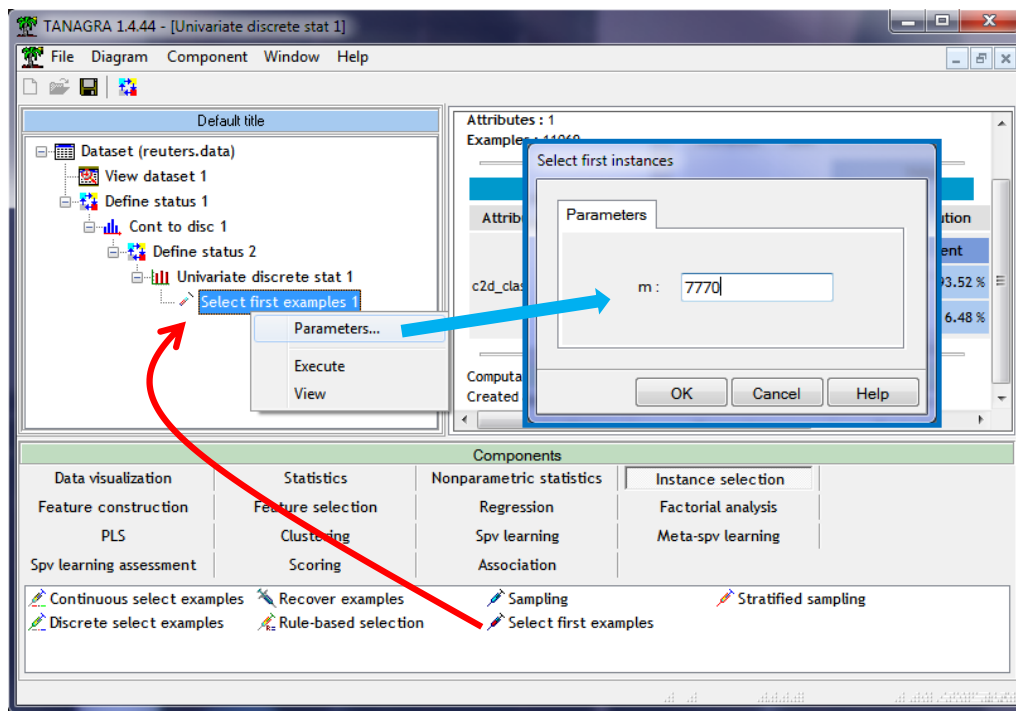 TANAGRA 1.4.44 - [Univariate discrete stat 1]
File Diagram Component Window Help
Default title
Dataset (reuters.data)
View dataset 1
Define status 1
Cont to disc 1
Define status 2
Univariate discrete stat 1
Select first examples 1
Parameters...
Execute
View
Attributes : 1
Select first instances
Parameters
m : 7770
OK Cancel Help
93.52 %
6.48 %
Components
Data visualization Statistics Nonparametric statistics Instance selection
Feature construction Feature selection Regression Factorial analysis
PLS Clustering Spv learning Meta-spv learning
Spv learning assessment Scoring Association
Continuous select examples Recover examples Sampling Stratified sampling
Discrete select examples Rule-based selection Select first examples